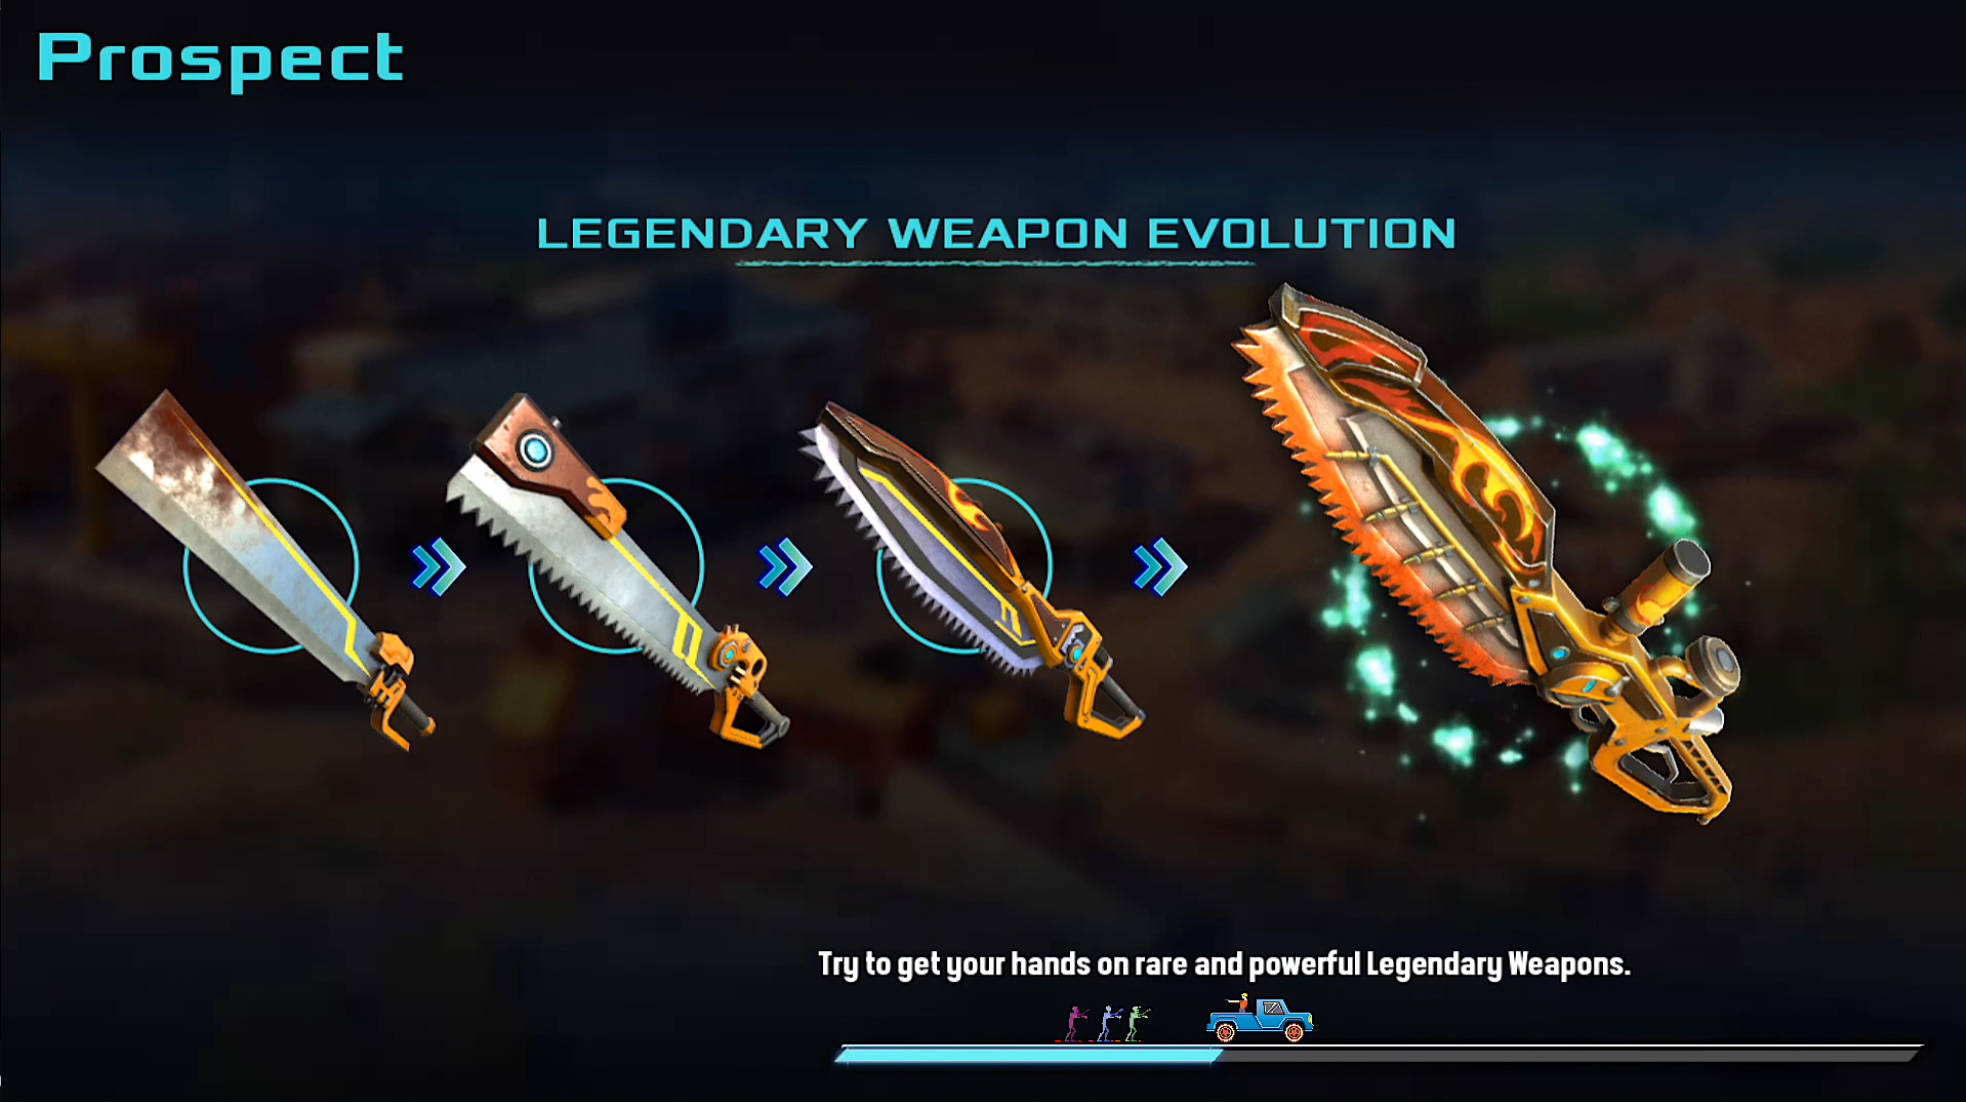 Prospect
LEGENDARY WEAPON EVOLUTION
Try to get your hands on rare and powerful Legendary Weapons.